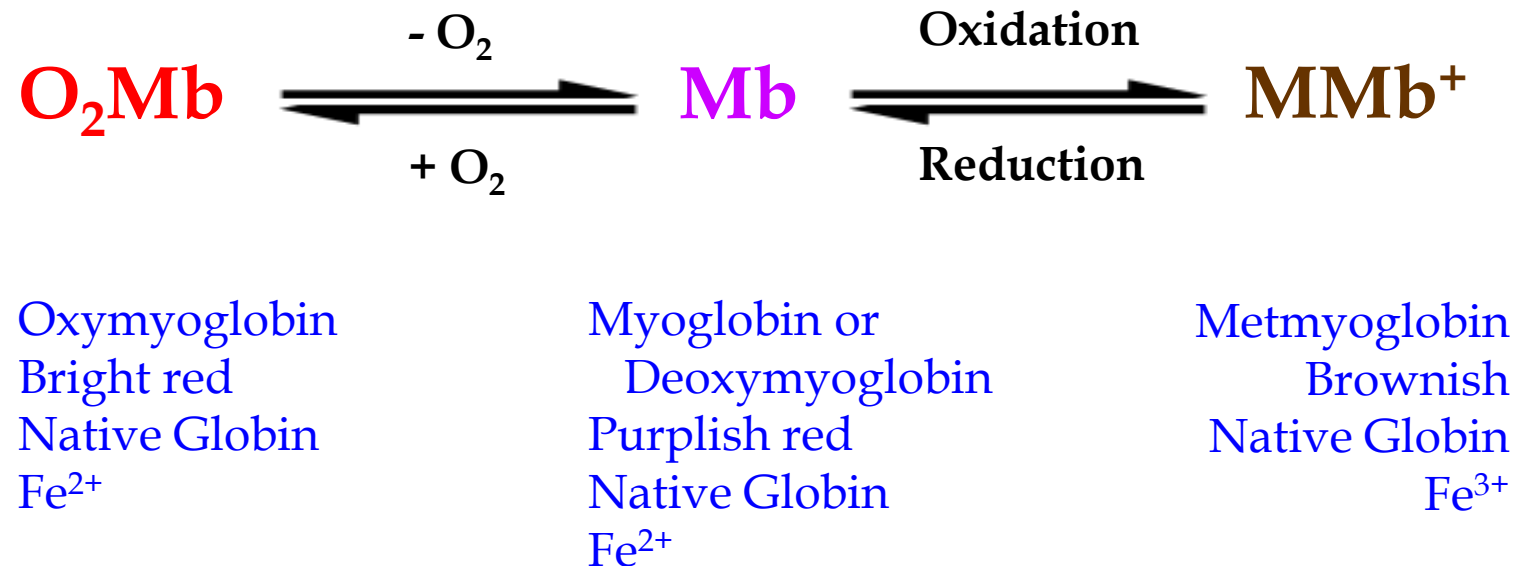 - O₂
Oxidation
O₂Mb
Mb
MMb⁺
+ O₂
Reduction
Oxymyoglobin
Bright red
Native Globin
Fe²⁺
Myoglobin or
Deoxymyoglobin
Purplish red
Native Globin
Fe²⁺
Metmyoglobin
Brownish
Native Globin
Fe³⁺